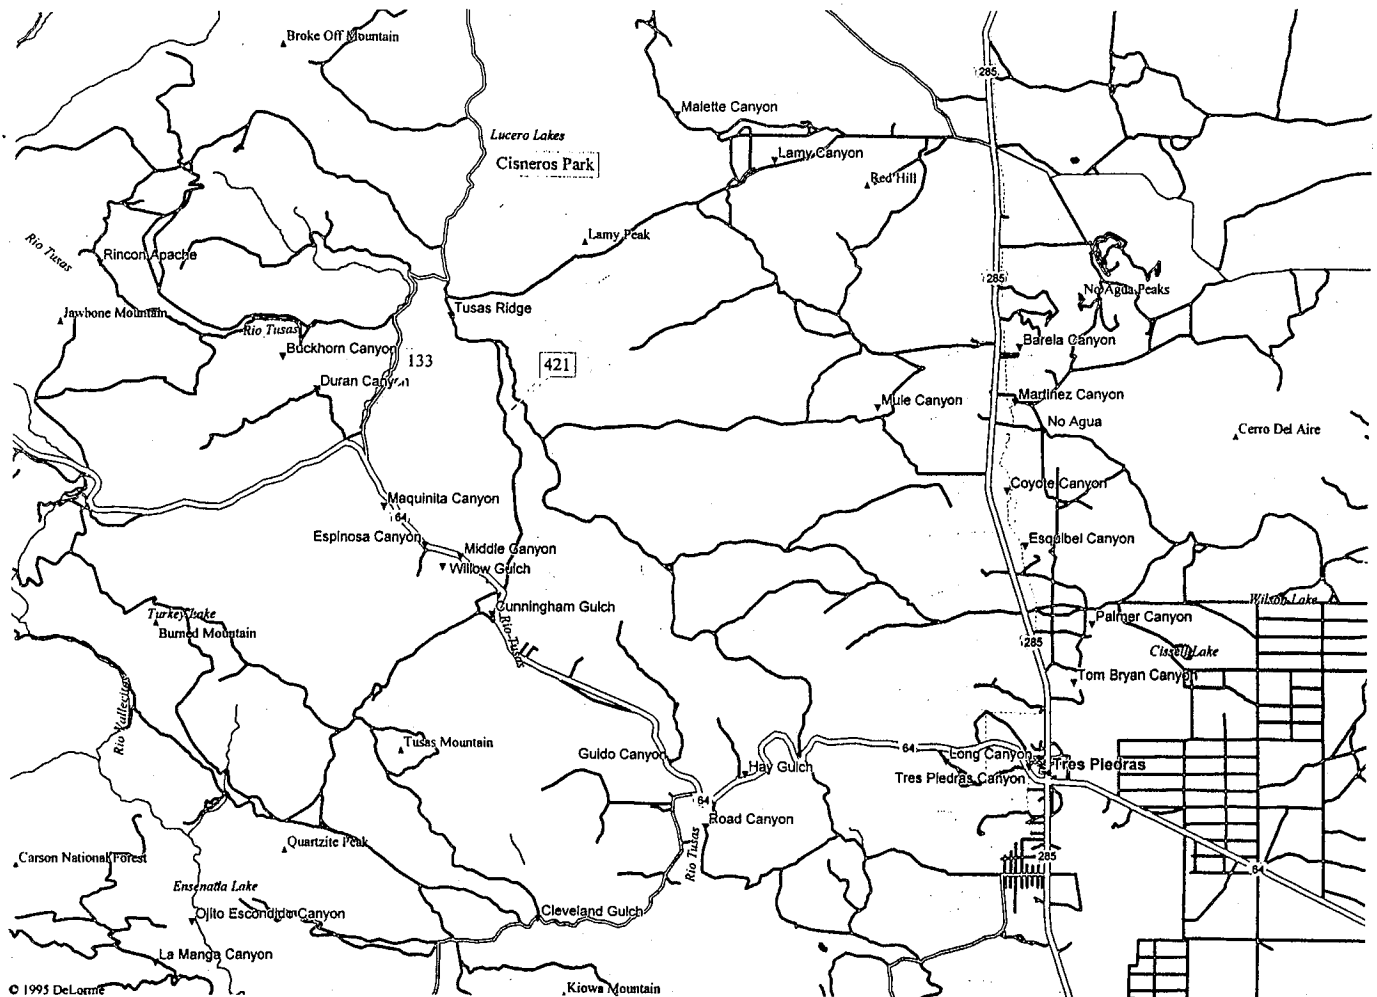 Broke Off Mountain
285
Malette Canyon
Lucero Lakes
Cisneros Park
Lamy Canyon
Red Hill
Lamy Peak
Rio Tusas
Rincon Apache
285
No Agua Peaks
Tusas Ridge
Jawbone Mountain
Rio Tusas
Barela Canyon
Buckhorn Canyon
133
421
Duran Canyon
Mule Canyon
Martinez Canyon
No Agua
Cerro Del Aire
Coyote Canyon
Maquinita Canyon
64
Espinosa Canyon
Esquibel Canyon
Middle Canyon
Willow Gulch
Wilson Lake
Cunningham Gulch
Turkey Lake
Palmer Canyon
Burned Mountain
Rio Tusas
285
Cissell Lake
Tom Bryan Canyon
Rio Vallecitos
Tusas Mountain
64
Guido Canyon
Long Canyon
Tres Piedras
Hay Gulch
Tres Piedras Canyon
64
Road Canyon
Quartzite Peak
Rio Tusas
285
Carson National Forest
64
Ensenada Lake
Ojito Escondido Canyon
Cleveland Gulch
La Manga Canyon
Kiowa Mountain
© 1995 DeLorme